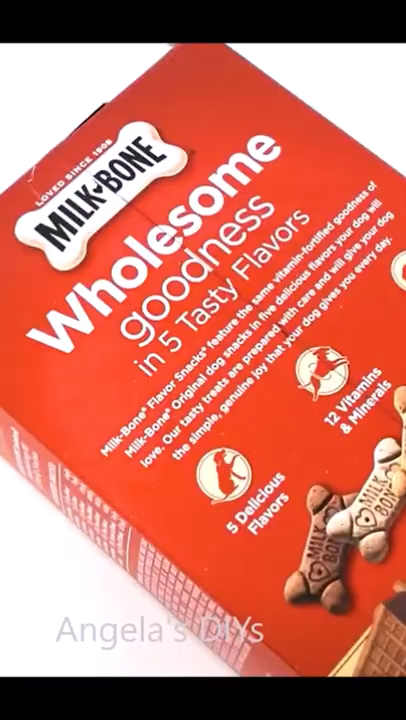 LOVED SINCE 1908
MILK-BONE
Wholesome
goodness
in 5 Tasty Flavors
Milk-Bone® Flavor Snacks® feature the same vitamin-fortified goodness of
Milk-Bone® Original dog snacks in five delicious flavors your dog will
love. Our tasty treats are prepared with care and will give your dog
the simple, genuine joy that your dog gives you every day.
12 Vitamins
& Minerals
5 Delicious
Flavors
MILK
BON
MILK
BON
Angela's DIYs